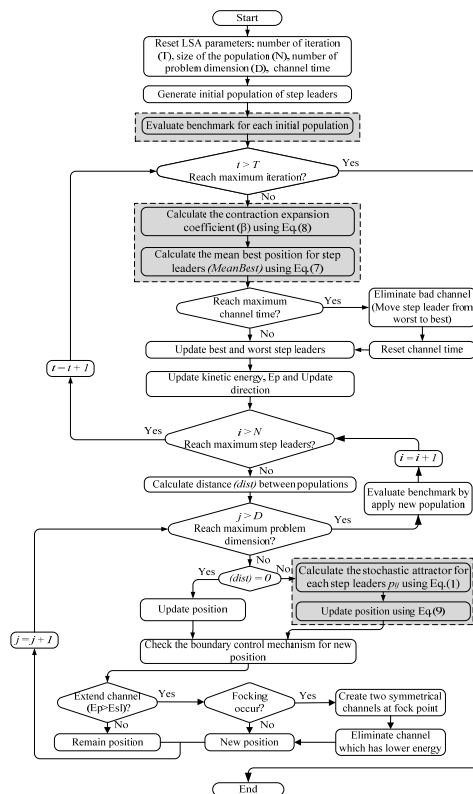 Start
Reset LSA parameters: number of iteration
(T), size of the population (N), number of
problem dimension (D), channel time
Generate initial population of step leaders
Evaluate benchmark for each initial population
t > T
Reach maximum iteration?
Yes
No
Calculate the contraction expansion
coefficient (β) using Eq.(8)
Calculate the mean best position for step
leaders (MeanBest) using Eq.(7)
Reach maximum
channel time?
Yes
Eliminate bad channel
(Move step leader from
worst to best)
No
Reset channel time
Update best and worst step leaders
t = t + 1
Update kinetic energy, Ep and Update
direction
i > N
Reach maximum step leaders?
Yes
No
i = i + 1
Calculate distance (dist) between populations
Evaluate benchmark by
apply new population
j > D
Reach maximum problem
dimension?
Yes
No
(dist) = 0
Yes
No
Calculate the stochastic attractor for
each step leaders pij using Eq.(1)
Update position
Update position using Eq.(9)
j = j + 1
Check the boundary control mechanism for new
position
Extend channel
(Ep>Esl)?
Yes
Focking
occur?
Yes
Create two symmetrical
channels at fock point
No
No
Eliminate channel
which has lower energy
Remain position
New position
End